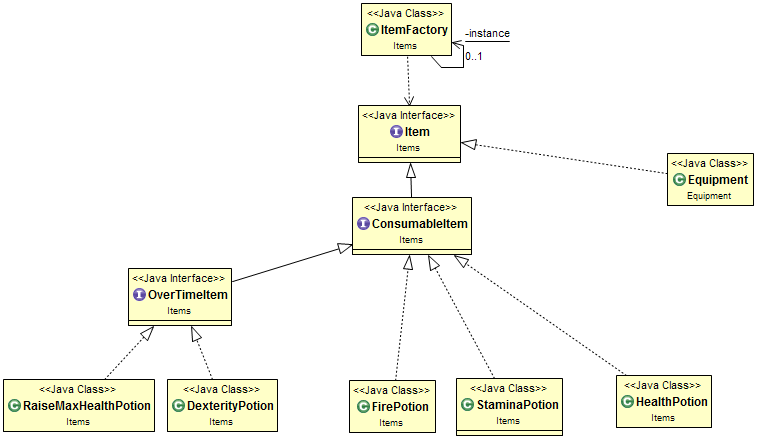 <<Java Class>>
ItemFactory
Items
-instance
0..1
<<Java Interface>>
Item
Items
<<Java Class>>
Equipment
Equipment
<<Java Interface>>
ConsumableItem
Items
<<Java Interface>>
OverTimeItem
Items
<<Java Class>>
RaiseMaxHealthPotion
Items
<<Java Class>>
DexterityPotion
Items
<<Java Class>>
FirePotion
Items
<<Java Class>>
StaminaPotion
Items
<<Java Class>>
HealthPotion
Items